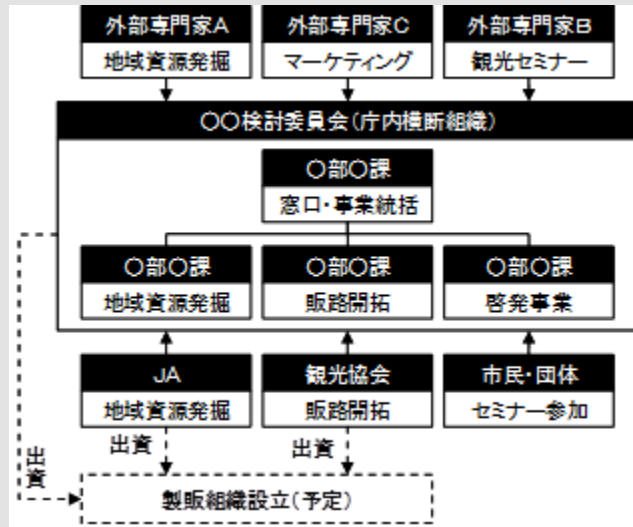 外部専門家A
地域資源発掘
外部専門家C
マーケティング
外部専門家B
観光セミナー
〇〇検討委員会(庁内横断組織)
〇部〇課
窓口・事業統括
〇部〇課
地域資源発掘
〇部〇課
販路開拓
〇部〇課
啓発事業
JA
地域資源発掘
観光協会
販路開拓
市民・団体
セミナー参加
出資
出資
出資
製販組織設立(予定)